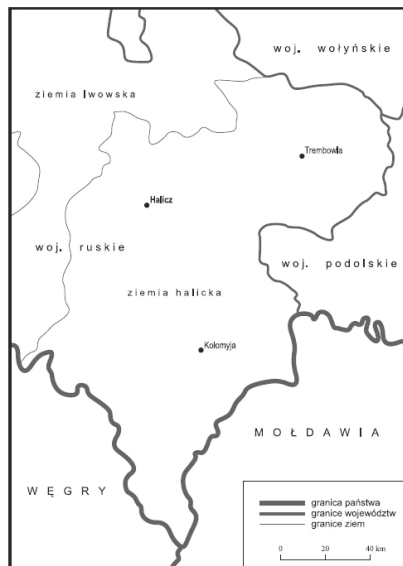 woj. wołyńskie
ziemia lwowska
Trembowla
Halicz
woj. ruskie
woj. podolskie
ziemia halicka
Kołomyja
MOŁDAWIA
WĘGRY
granica państwa
granice województw
granice ziem
0 20 40 km